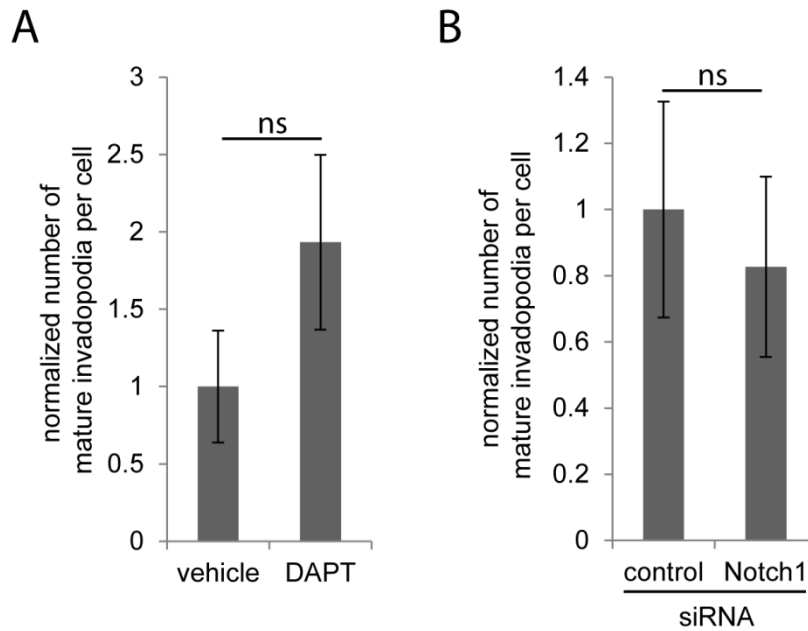 A
normalized number of
mature invadopodia per cell
3
2.5
2
1.5
1
0.5
0
ns
vehicle DAPT
B
normalized number of
mature invadopodia per cell
1.4
1.2
1
0.8
0.6
0.4
0.2
0
ns
control Notch1
siRNA